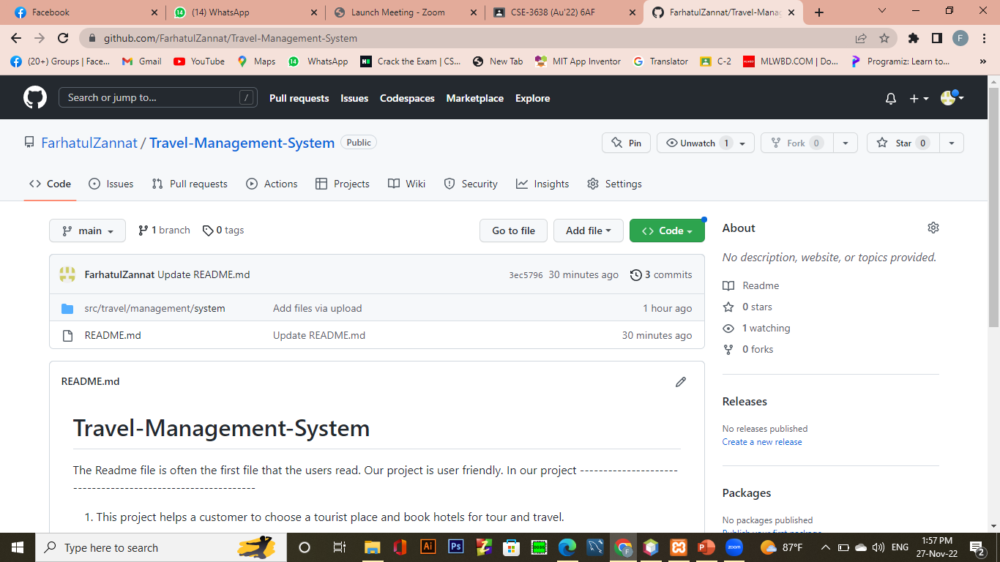 Facebook
(14) WhatsApp
Launch Meeting - Zoom
CSE-3638 (Au'22) 6AF
FarhatulZannat/Travel-Manag
github.com/FarhatulZannat/Travel-Management-System
F
(20+) Groups | Face...
Gmail
YouTube
Maps
WhatsApp
Crack the Exam | CS...
New Tab
MIT App Inventor
Translator
C-2
MLWBD.COM | Do...
Programiz: Learn to...
Search or jump to...
/
Pull requests
Issues
Codespaces
Marketplace
Explore
FarhatulZannat / Travel-Management-System
Public
Pin
Unwatch 1
Fork 0
Star 0
Code
Issues
Pull requests
Actions
Projects
Wiki
Security
Insights
Settings
main
1 branch
0 tags
Go to file
Add file
Code
FarhatulZannat Update README.md
3ec5796 30 minutes ago
3 commits
src/travel/management/system
Add files via upload
1 hour ago
README.md
Update README.md
30 minutes ago
README.md
Travel-Management-System
The Readme file is often the first file that the users read. Our project is user friendly. In our project ---------------------
---------------------------------------
1. This project helps a customer to choose a tourist place and book hotels for tour and travel.
About
No description, website, or topics provided.
Readme
0 stars
1 watching
0 forks
Releases
No releases published
Create a new release
Packages
No packages published
Publish your first package
Type here to search
Ai
Ps
zoom
87°F
ENG
1:57 PM
27-Nov-22
2